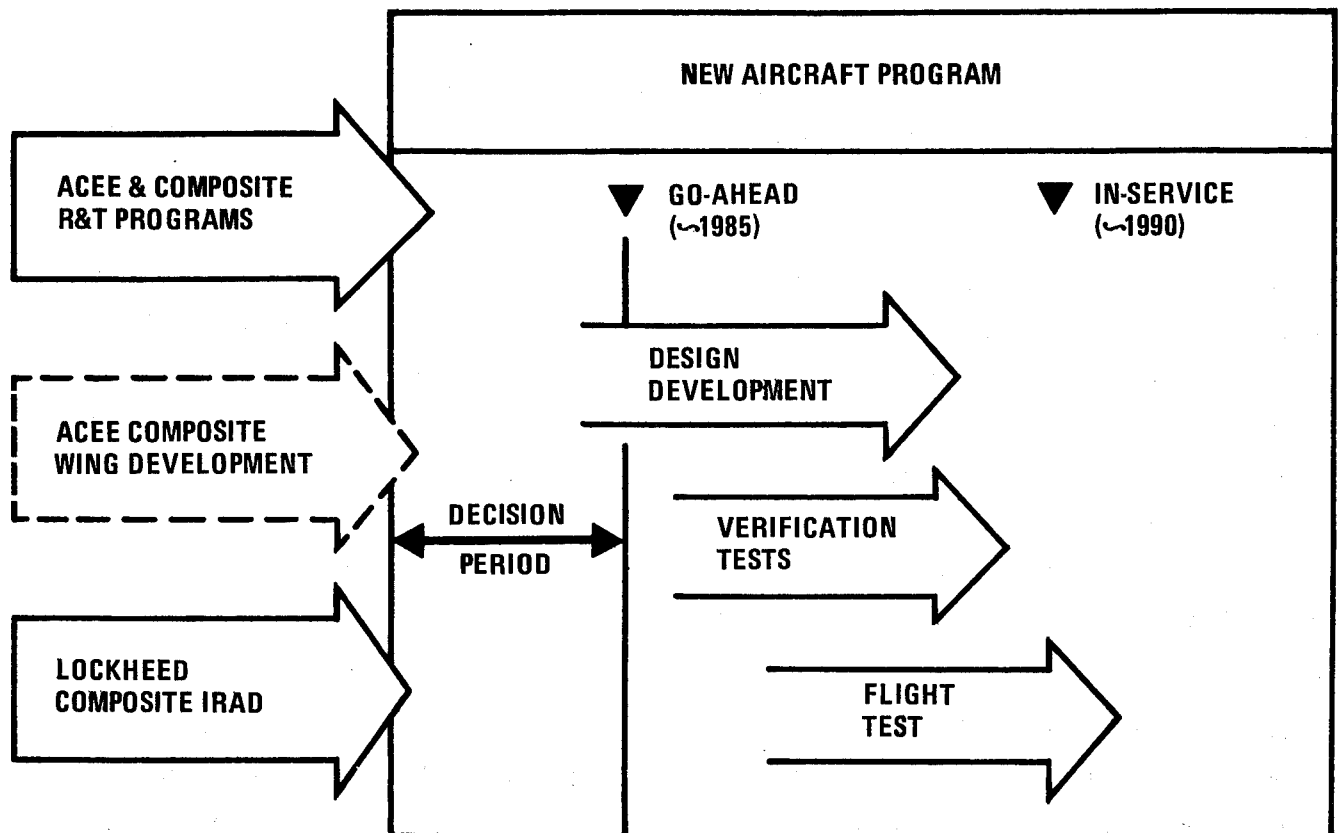 NEW AIRCRAFT PROGRAM
ACEE & COMPOSITE
R&T PROGRAMS
GO-AHEAD
(~1985)
IN-SERVICE
(~1990)
DESIGN
DEVELOPMENT
ACEE COMPOSITE
WING DEVELOPMENT
DECISION
PERIOD
VERIFICATION
TESTS
LOCKHEED
COMPOSITE IRAD
FLIGHT
TEST